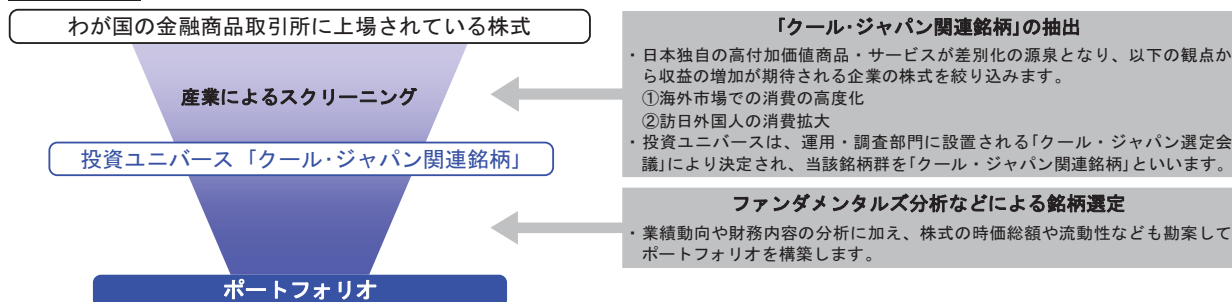 わが国の金融商品取引所に上場されている株式
産業によるスクリーニング
投資ユニバース「クール・ジャパン関連銘柄」
ポートフォリオ
「クール・ジャパン関連銘柄」の抽出
・日本独自の高付加価値商品・サービスが差別化の源泉となり、以下の観点か
ら収益の増加が期待される企業の株式を絞り込みます。
①海外市場での消費の高度化
②訪日外国人の消費拡大
・投資ユニバースは、運用・調査部門に設置される「クール・ジャパン選定会
議」により決定され、当該銘柄群を「クール・ジャパン関連銘柄」といいます。
ファンダメンタルズ分析などによる銘柄選定
・業績動向や財務内容の分析に加え、株式の時価総額や流動性なども勘案して
ポートフォリオを構築します。